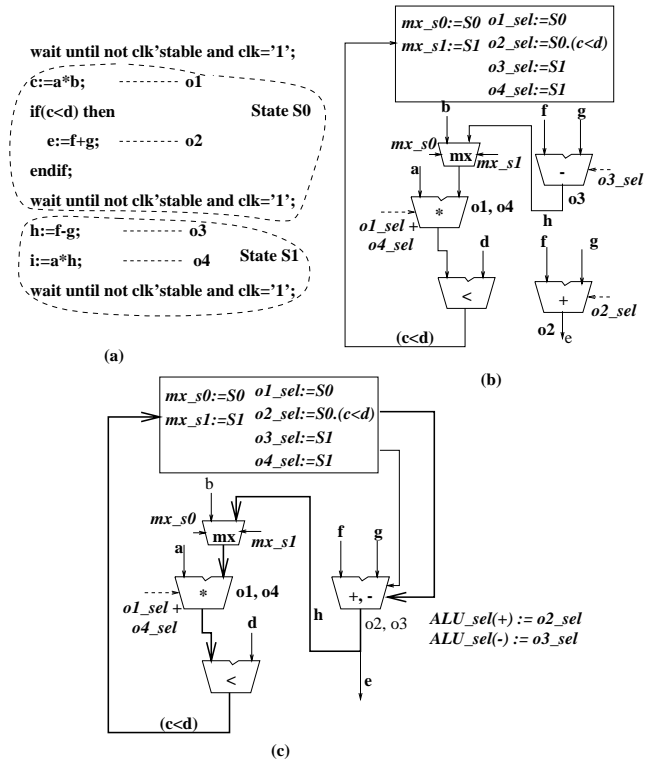 wait until not clk'stable and clk='1';
c:=a*b; -------- o1
if(c<d) then State S0
e:=f+g; -------- o2
endif;
wait until not clk'stable and clk='1';
h:=f-g; -------- o3
i:=a*h; -------- o4 State S1
wait until not clk'stable and clk='1';
(a)
mx_s0:=S0 o1_sel:=S0
mx_s1:=S1 o2_sel:=S0.(c<d)
o3_sel:=S1
o4_sel:=S1
b f g
mx_s0 mx mx_s1
a - o3_sel
o3
* o1, o4 h
o1_sel +
o4_sel
d f g
< + o2_sel
o2 e
(c<d)
(b)
mx_s0:=S0 o1_sel:=S0
mx_s1:=S1 o2_sel:=S0.(c<d)
o3_sel:=S1
o4_sel:=S1
b
mx_s0 mx mx_s1 f g
a
* o1, o4 +, -
o1_sel +
o4_sel
d h o2, o3
ALU_sel(+) := o2_sel
ALU_sel(-) := o3_sel
<
e
(c<d)
(c)